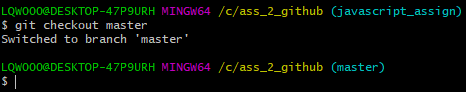 LQWOOO@DESKTOP-47P9URH MINGW64 /c/ass_2_github (javascript_assign)
$ git checkout master
Switched to branch 'master'
LQWOOO@DESKTOP-47P9URH MINGW64 /c/ass_2_github (master)
$